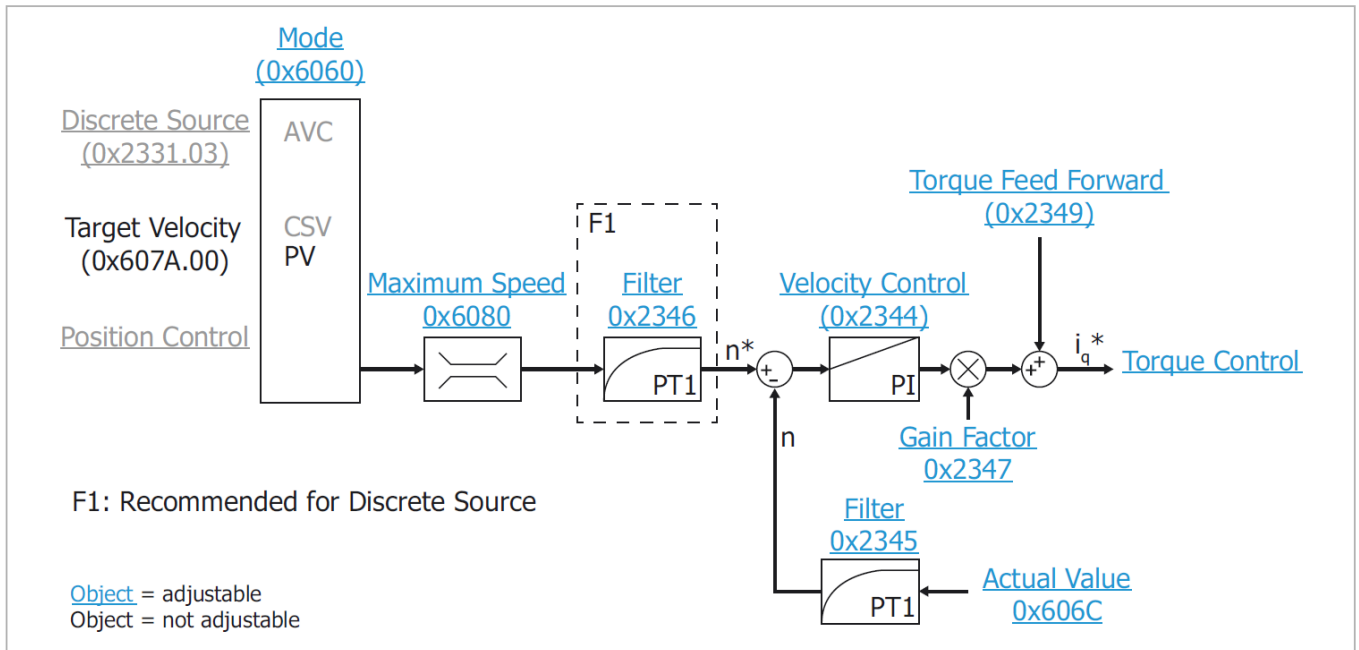 Mode
(0x6060)
Discrete Source
(0x2331.03)
AVC
Target Velocity
(0x607A.00)
CSV
PV
Position Control
Maximum Speed
0x6080
F1
Filter
0x2346
PT1
n*
+
-
Velocity Control
(0x2344)
PI
Torque Feed Forward
(0x2349)
+
+
i_q*
Torque Control
Gain Factor
0x2347
n
Filter
0x2345
PT1
Actual Value
0x606C
F1: Recommended for Discrete Source
Object = adjustable
Object = not adjustable